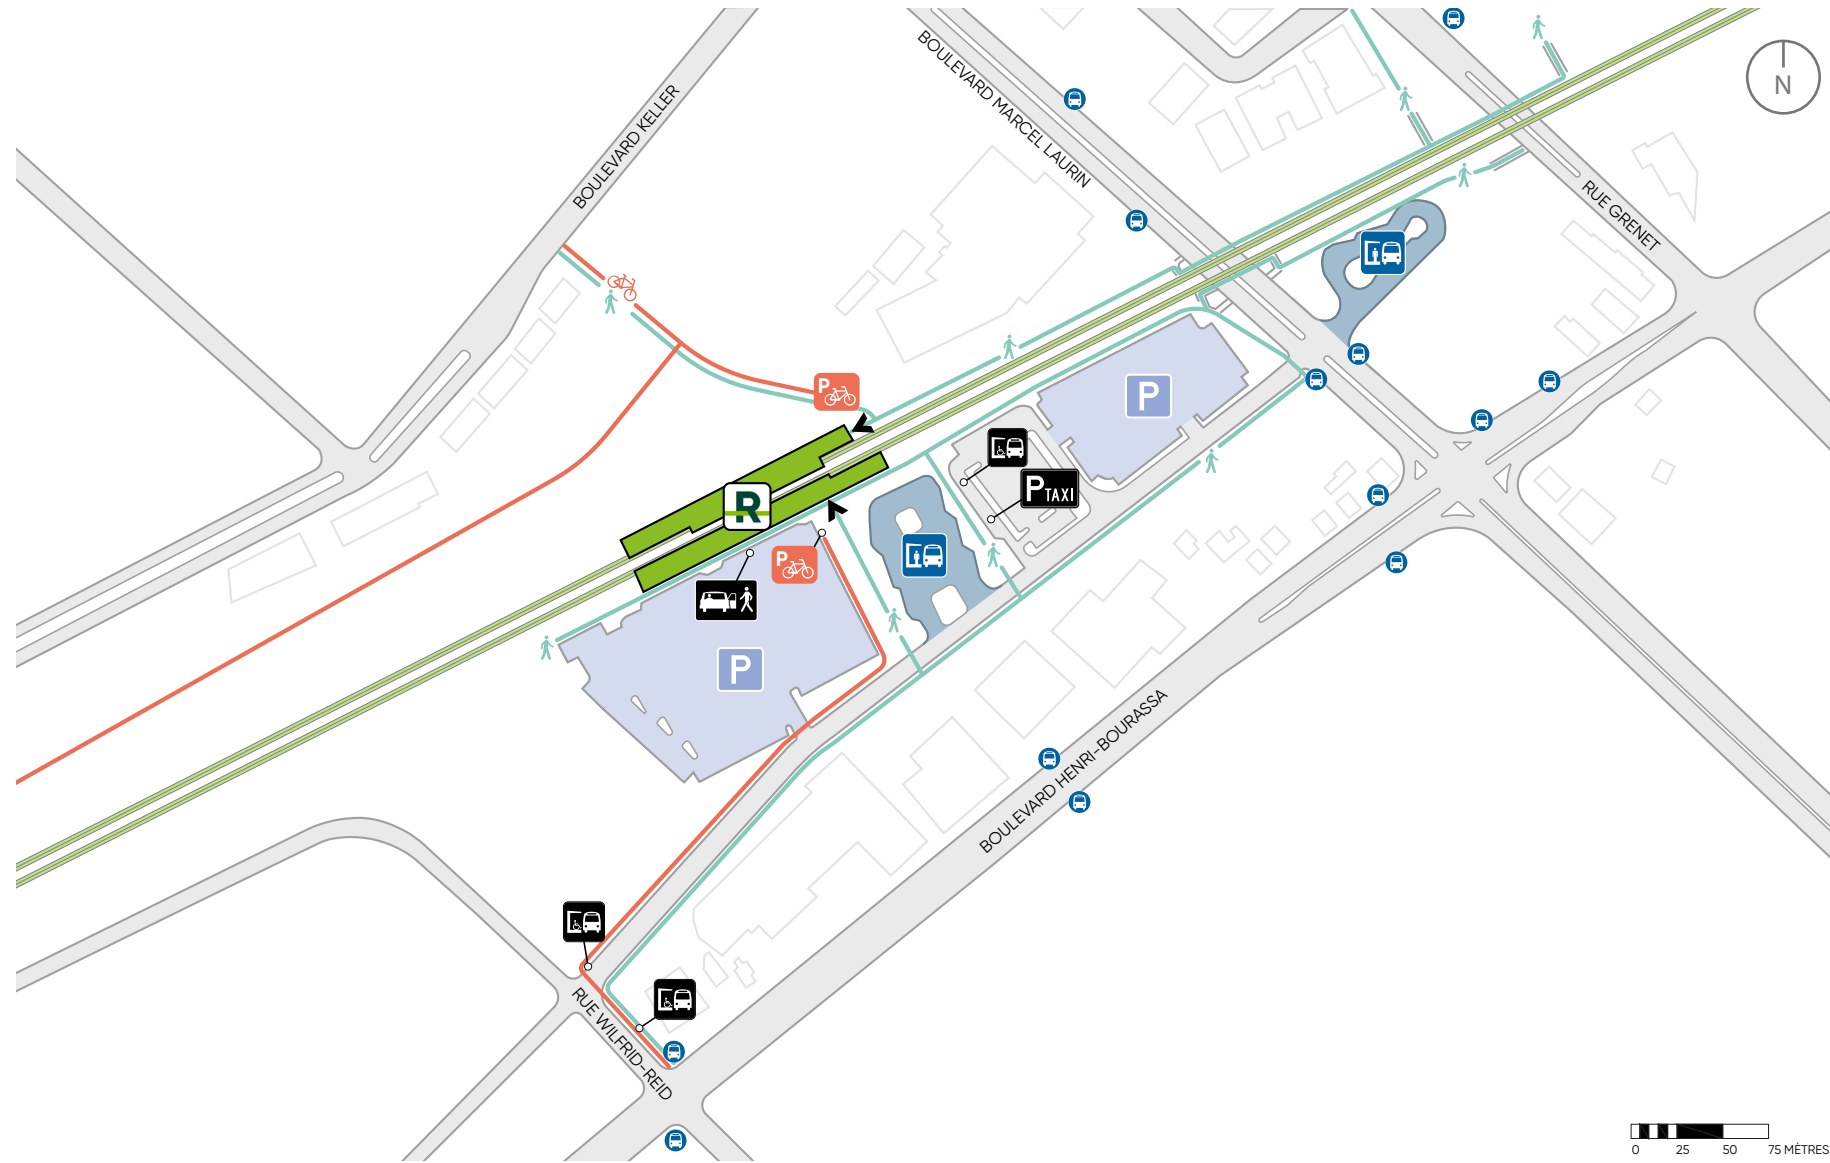 BOULEVARD MARCEL LAURIN
BOULEVARD KELLER
N
RUE GRENET
P
P
P
R
P TAXI
P
P
BOULEVARD HENRI-BOURASSA
RUE WILFRID-REID
0 25 50 75 MÈTRES